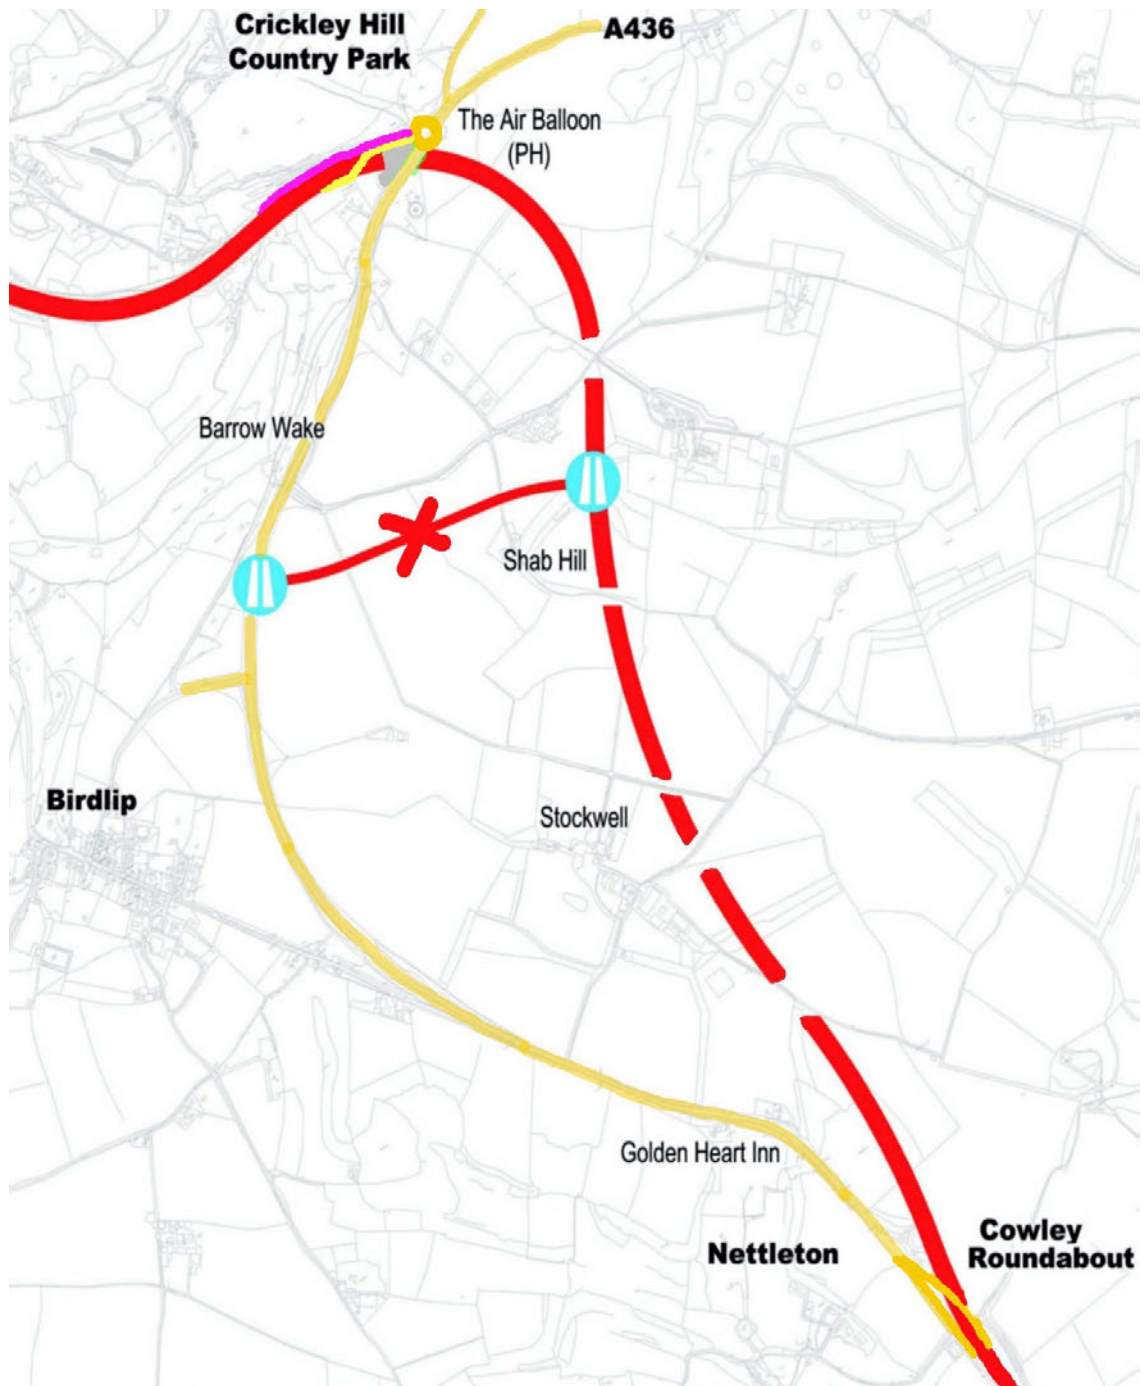 Crickley Hill
Country Park
A436
The Air Balloon
(PH)
Barrow Wake
Shab Hill
Birdlip
Stockwell
Golden Heart Inn
Nettleton
Cowley
Roundabout